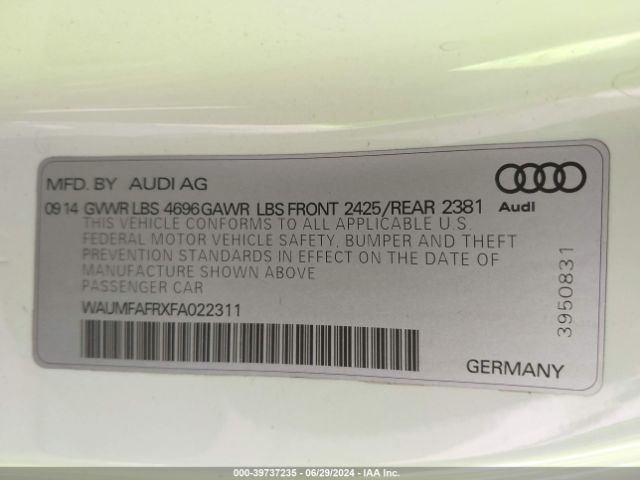 MFD. BY AUDI AG
09 14 GVWR LBS 4696 GAWR LBS FRONT 2425/REAR 2381
Audi
THIS VEHICLE CONFORMS TO ALL APPLICABLE U.S.
FEDERAL MOTOR VEHICLE SAFETY, BUMPER AND THEFT
PREVENTION STANDARDS IN EFFECT ON THE DATE OF
MANUFACTURE SHOWN ABOVE
PASSENGER CAR
WAUMFAFRXFA022311
3950831
GERMANY
000-39737235 - 06/29/2024 - IAA Inc.